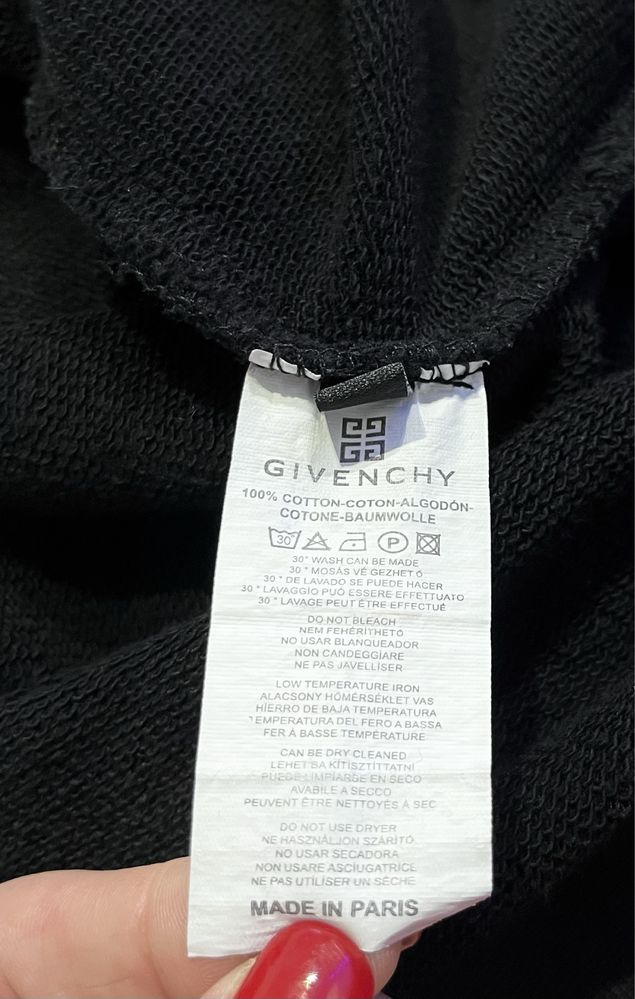 GIVENCHY
100% COTTON-COTON-ALGODÓN-
COTONE-BAUMWOLLE
30° P
30° WASH CAN BE MADE
30 ° MOSÁS VÉ GEZHETŐ
30 ° DE LAVADO SE PUEDE HACER
30 ° LAVAGGIO PUÓ ESSERE EFFETTUATO
30 ° LAVAGE PEUT ÊTRE EFFECTUÉ
DO NOT BLEACH
NEM FEHÉRÍTHETŐ
NO USAR BLANQUEADOR
NON CANDEGGIARE
NE PAS JAVELLISER
LOW TEMPERATURE IRON
ALACSONY HŐMÉRSÉKLET VAS
HIERRO DE BAJA TEMPERATURA
TEMPERATURA DEL FERO A BASSA
FER À BASSE TEMPÉRATURE
CAN BE DRY CLEANED
LEHET SA KÍTISZTÍTTATNI
PUEDE LIMPIARSE EN SECO
AVABILE A SECCO
PEUVENT ÊTRE NETTOYÉS À SEC
DO NOT USE DRYER
NE HASZNÁLJON SZÁRÍTÓ
NO USAR SECADORA
NON USARE ASCIUGATRICE
NE PAS UTILISER UN SÈCHE
MADE IN PARIS